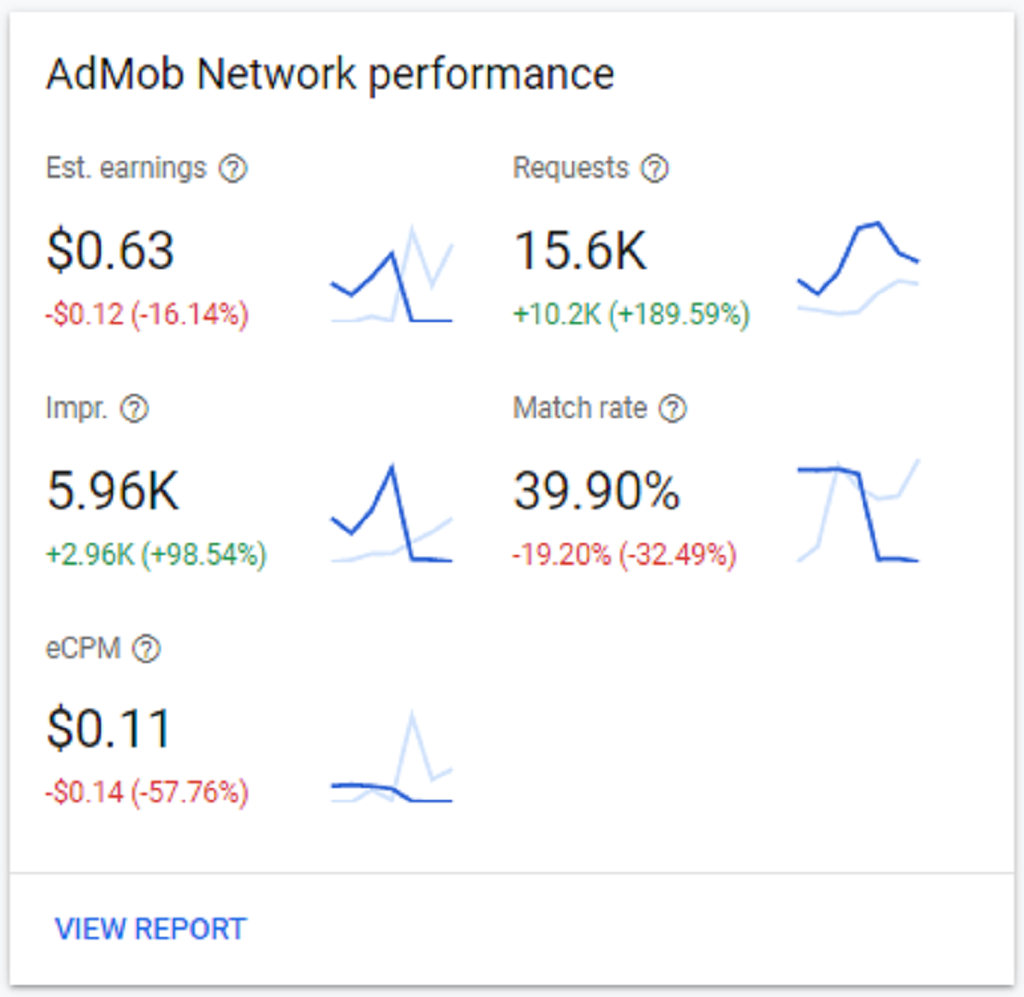 AdMob Network performance
Est. earnings
Requests
$0.63
15.6K
-$0.12 (-16.14%)
+10.2K (+189.59%)
Impr.
Match rate
5.96K
39.90%
+2.96K (+98.54%)
-19.20% (-32.49%)
eCPM
$0.11
-$0.14 (-57.76%)
VIEW REPORT